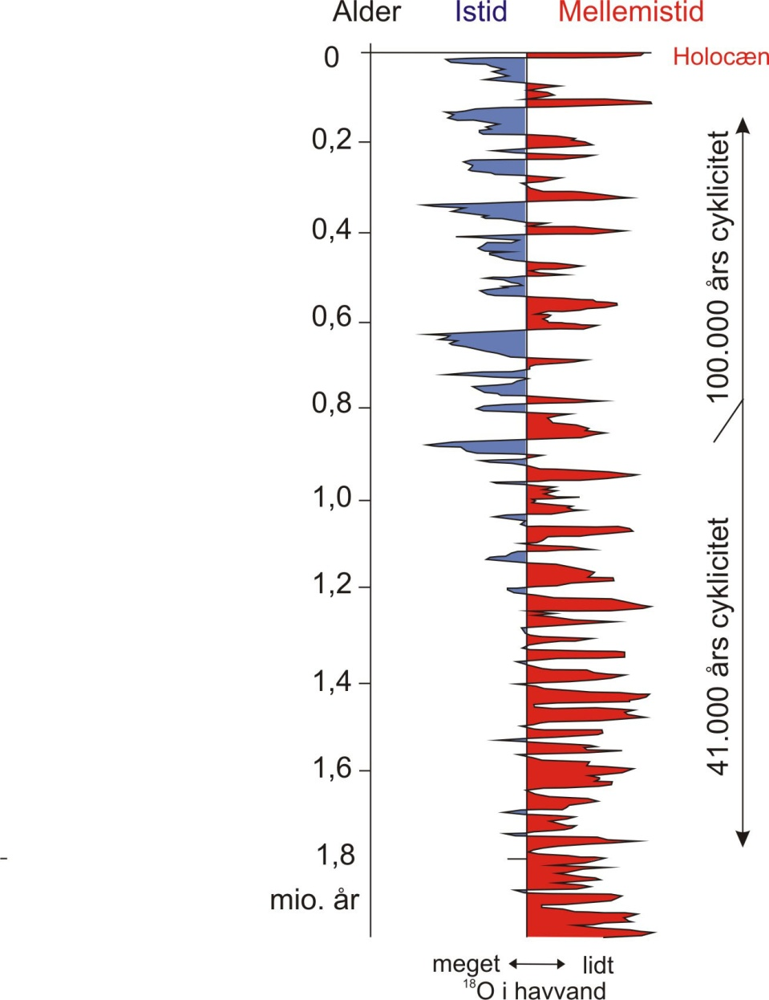 Alder Istid Mellemistid
0
Holocæn
0,2
0,4
0,6
0,8
1,0
1,2
1,4
1,6
1,8
mio. år
100.000 års cyklicitet
41.000 års cyklicitet
meget lidt
¹⁸O i havvand